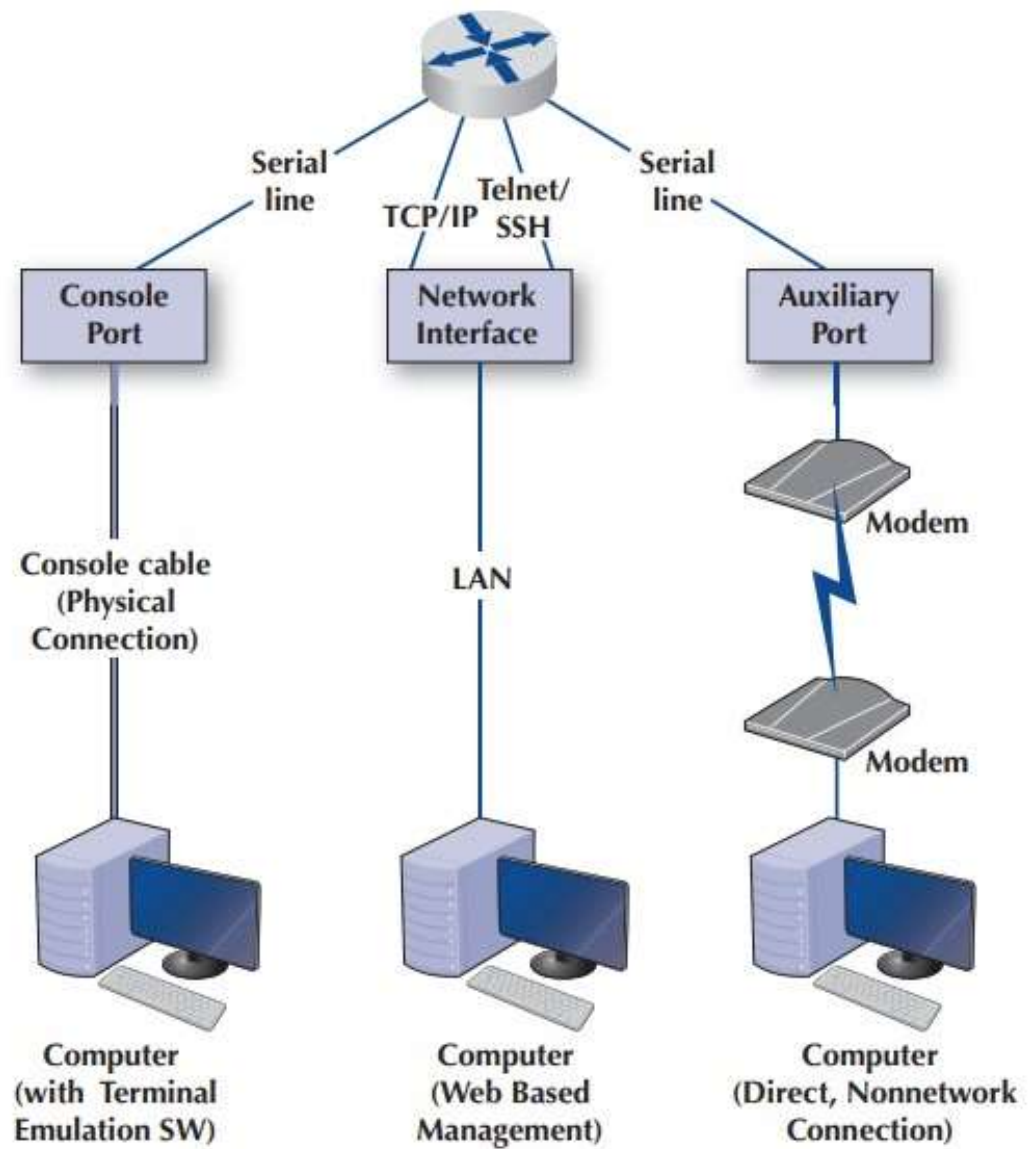 Serial
line
TCP/IP
Telnet/
SSH
Serial
line
Console
Port
Network
Interface
Auxiliary
Port
Modem
Console cable
(Physical
Connection)
LAN
Modem
Computer
(with Terminal
Emulation SW)
Computer
(Web Based
Management)
Computer
(Direct, Nonnetwork
Connection)